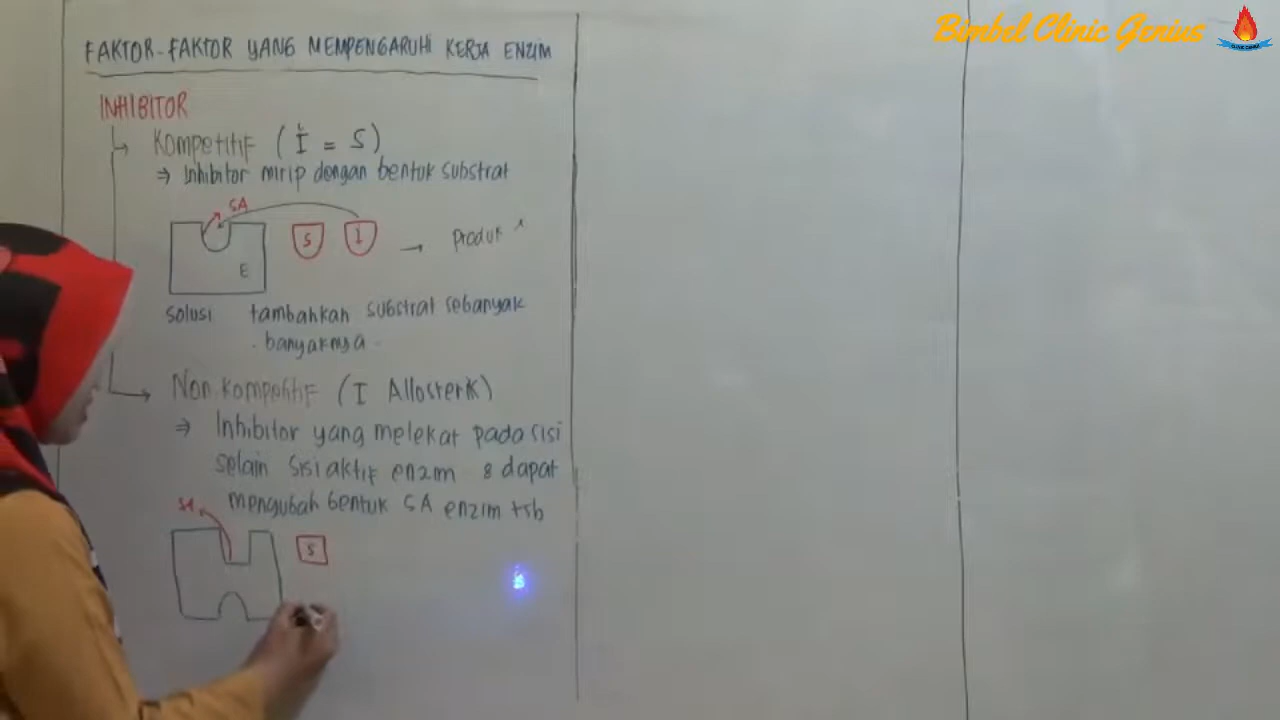 Bimbel Clinic Genius
CLINIC GENIUS
FAKTOR-FAKTOR YANG MEMPENGARUHI KERJA ENZIM
INHIBITOR
Kompetitif (I = S)
⇒ Inhibitor mirip dengan bentuk substrat
SA
S
I
→ Produk x
E
solusi tambahkan substrat sebanyak
banyaknya
Non.kompetitif (I Allosterik)
⇒ Inhibitor yang melekat pada sisi
selain sisi aktif enzim & dapat
mengubah bentuk SA enzim tsb
SA
S